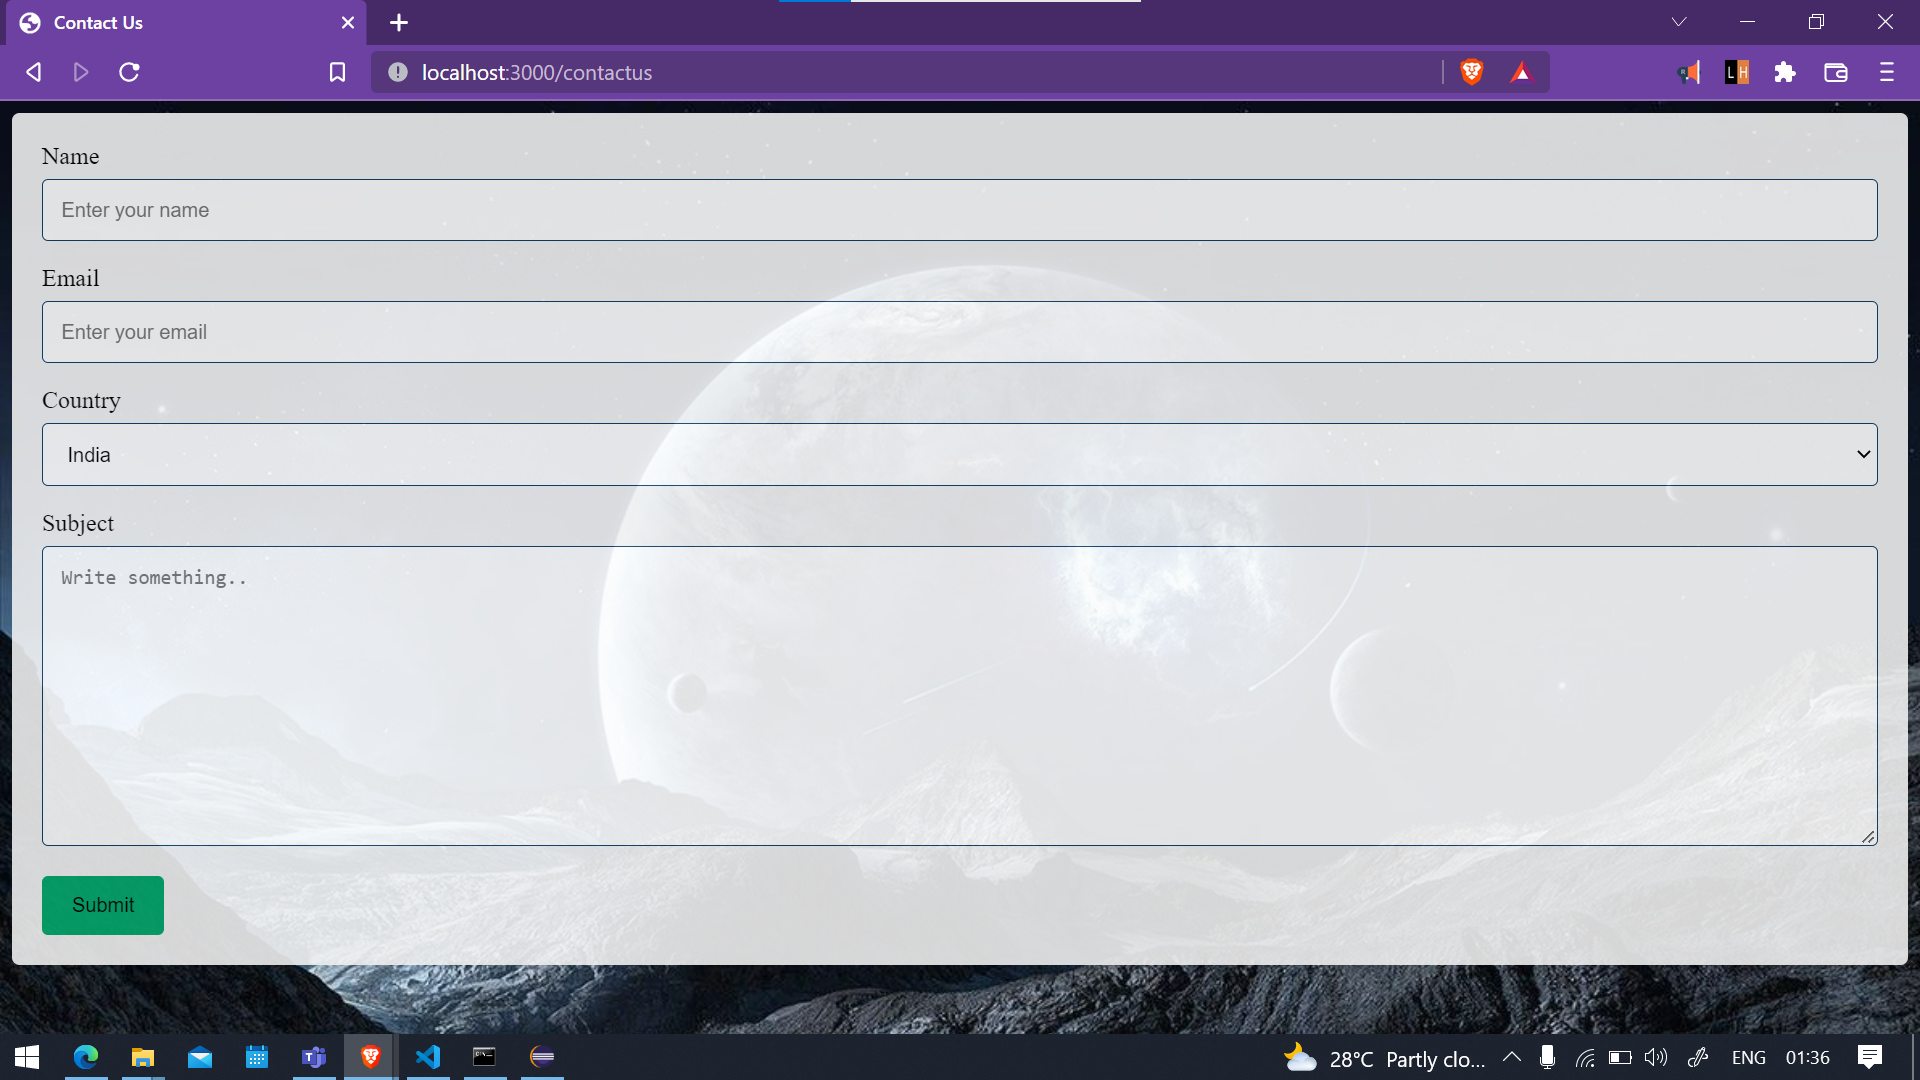 Contact Us
localhost:3000/contactus
L H
Name
Enter your name
Email
Enter your email
Country
India
Subject
Write something..
Submit
28°C Partly clo... ENG 01:36